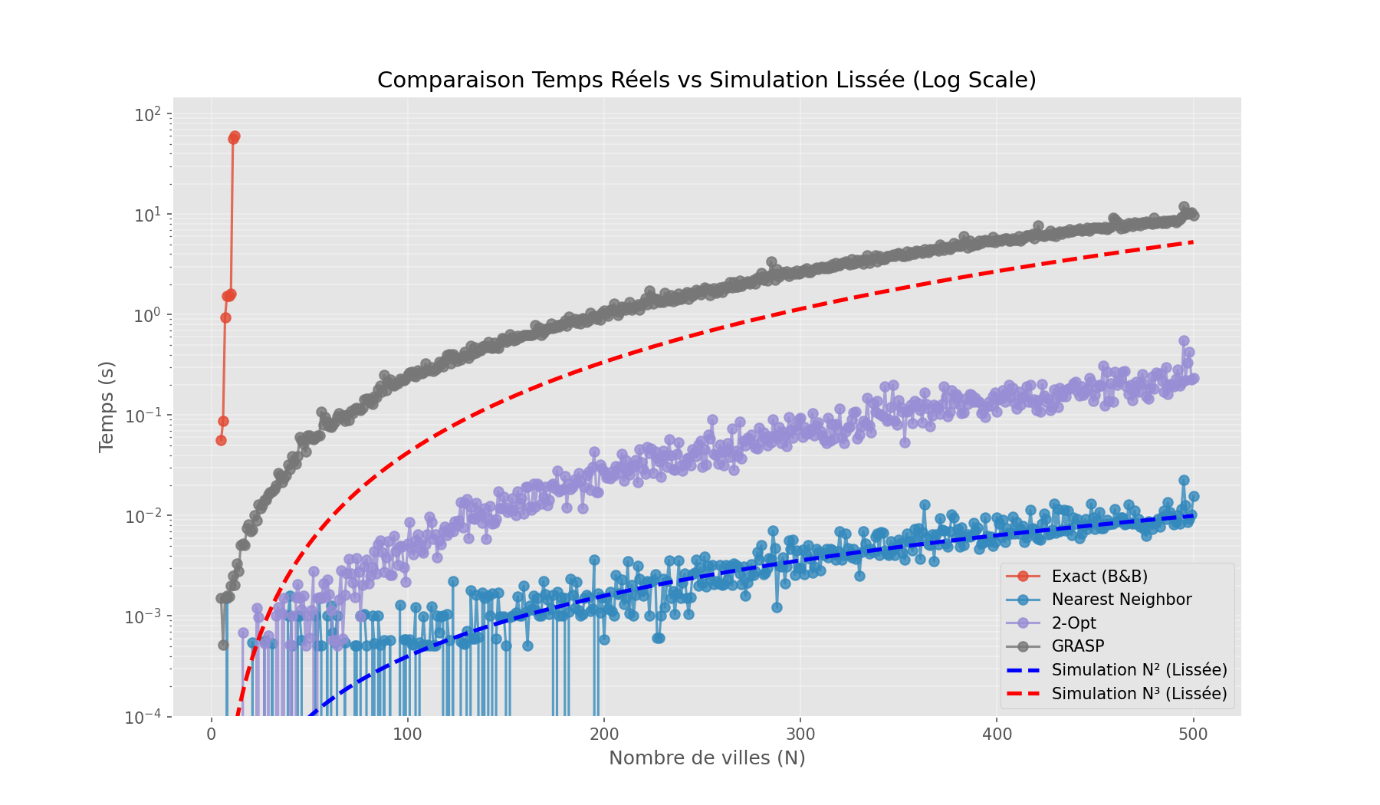 Comparaison Temps Réels vs Simulation Lissée (Log Scale)
10²
10¹
10⁰
10⁻¹
10⁻²
10⁻³
10⁻⁴
Temps (s)
0 100 200 300 400 500
Nombre de villes (N)
Exact (B&B)
Nearest Neighbor
2-Opt
GRASP
Simulation N² (Lissée)
Simulation N³ (Lissée)